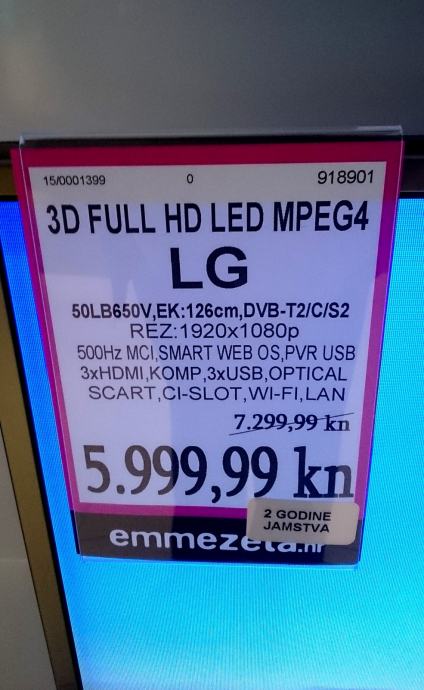 15/0001399 0 918901
3D FULL HD LED MPEG4
LG
50LB650V,EK:126cm,DVB-T2/C/S2
REZ:1920x1080p
500Hz MCI,SMART WEB OS,PVR USB
3xHDMI,KOMP,3xUSB,OPTICAL
SCART,CI-SLOT,WI-FI,LAN
7.299,99 kn
5.999,99 kn
2 GODINE
JAMSTVA
emmezeta.hr